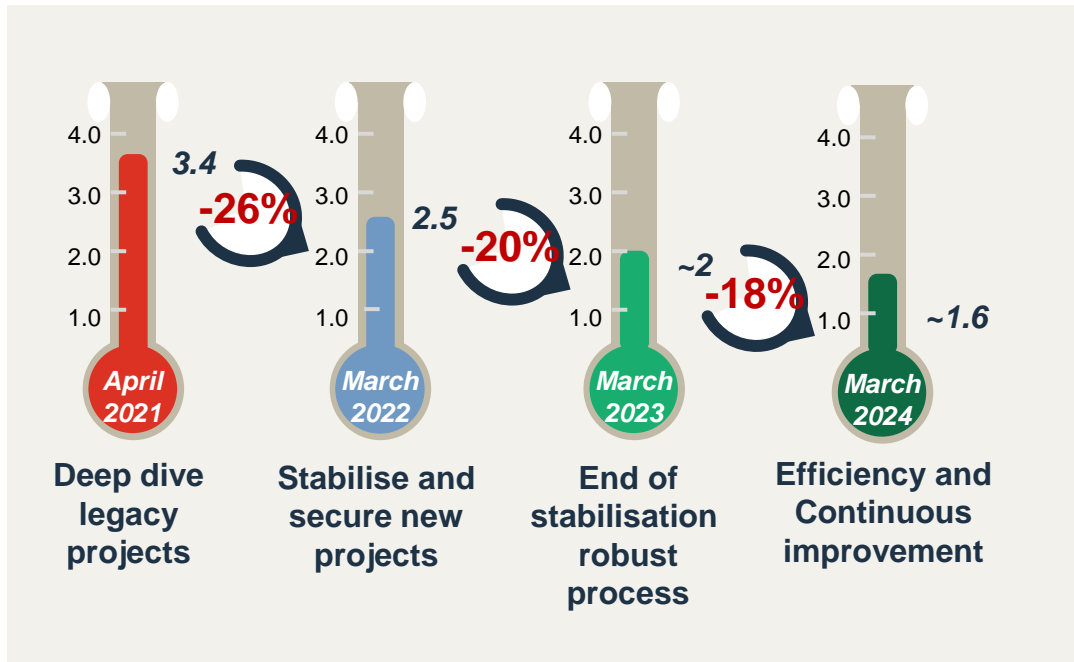 4.0
3.0
2.0
1.0
3.4
April
2021
-26%
4.0
3.0
2.0
1.0
2.5
March
2022
-20%
4.0
3.0
2.0
1.0
~2
March
2023
-18%
4.0
3.0
2.0
1.0
~1.6
March
2024
Deep dive
legacy
projects
Stabilise and
secure new
projects
End of
stabilisation
robust
process
Efficiency and
Continuous
improvement